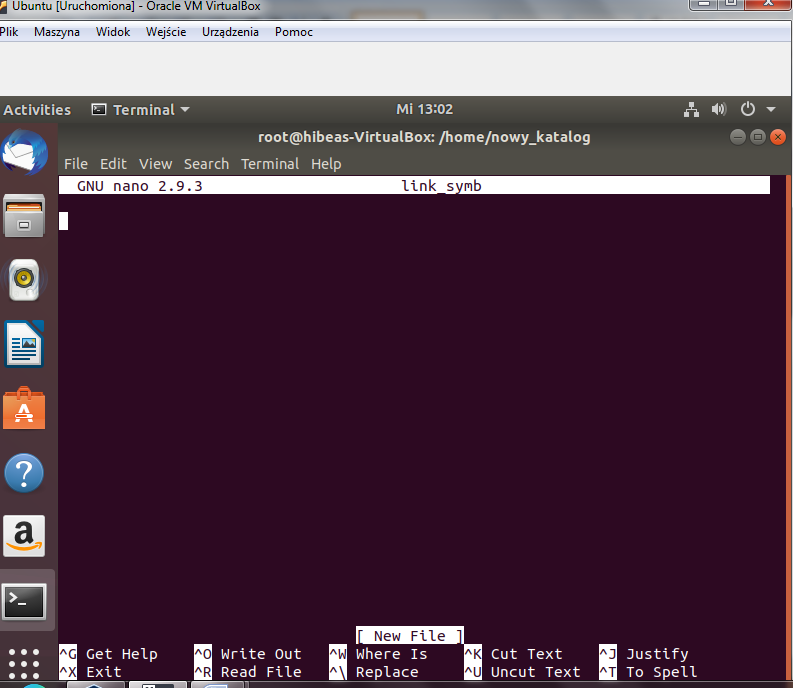 Ubuntu [Uruchomiona] - Oracle VM VirtualBox
Plik Maszyna Widok Wejście Urządzenia Pomoc
Activities Terminal Mi 13:02
root@hibeas-VirtualBox: /home/nowy_katalog
File Edit View Search Terminal Help
GNU nano 2.9.3 link_symb
[ New File ]
^G Get Help ^O Write Out ^W Where Is ^K Cut Text ^J Justify
^X Exit ^R Read File ^\ Replace ^U Uncut Text ^T To Spell